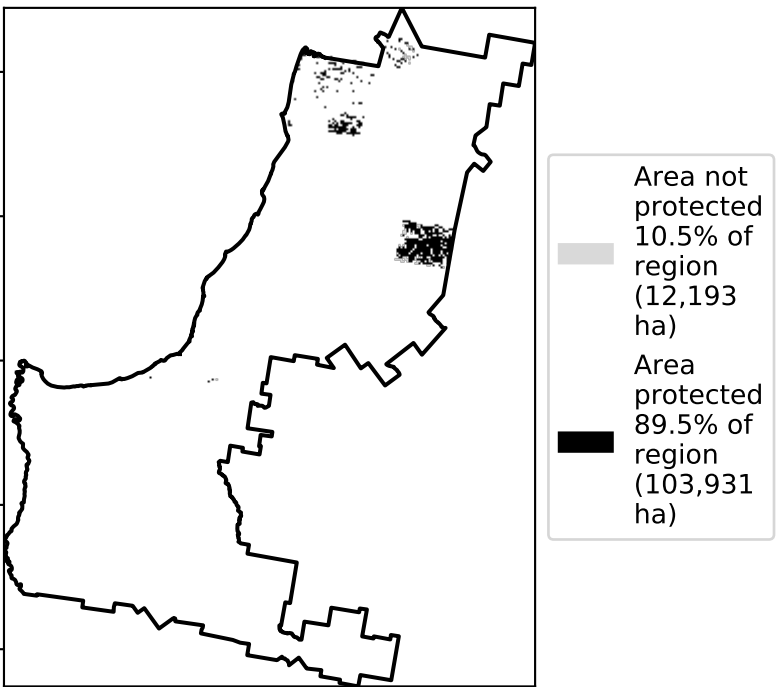 Area not
protected
10.5% of
region
(12,193
ha)
Area
protected
89.5% of
region
(103,931
ha)